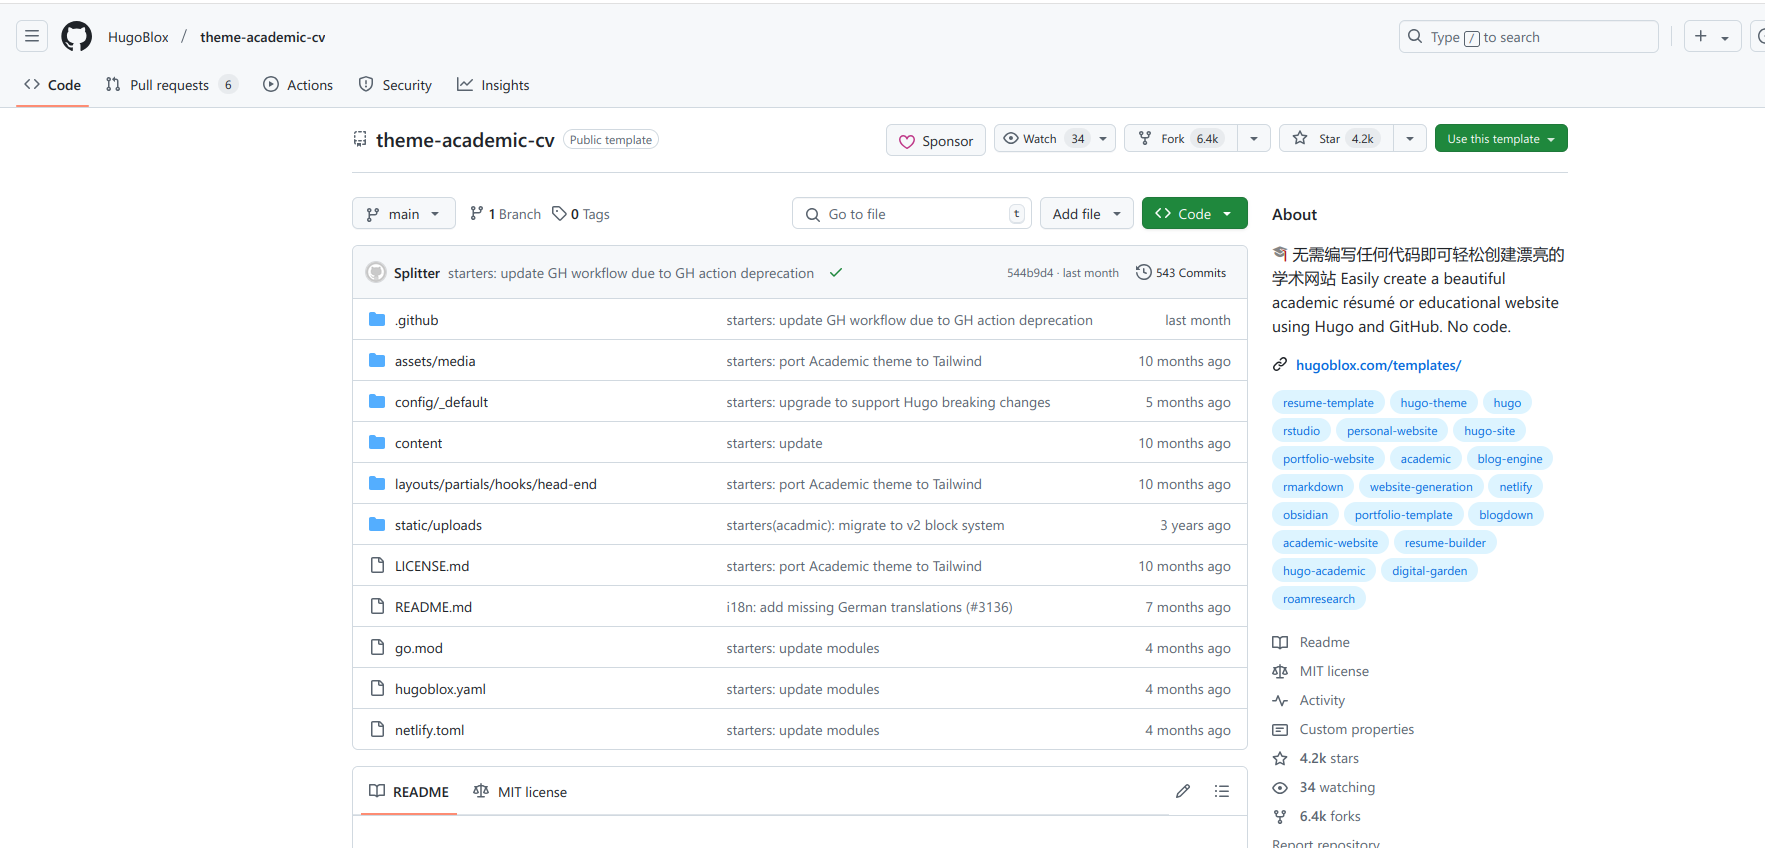 HugoBlox / theme-academic-cv
Type / to search
Code
Pull requests 6
Actions
Security
Insights
theme-academic-cv Public template
Sponsor
Watch 34
Fork 6.4k
Star 4.2k
Use this template
main
1 Branch
0 Tags
Go to file t
Add file
Code
Splitter starters: update GH workflow due to GH action deprecation
544b9d4 · last month
543 Commits
.github starters: update GH workflow due to GH action deprecation last month
assets/media starters: port Academic theme to Tailwind 10 months ago
config/_default starters: upgrade to support Hugo breaking changes 5 months ago
content starters: update 10 months ago
layouts/partials/hooks/head-end starters: port Academic theme to Tailwind 10 months ago
static/uploads starters(acadmic): migrate to v2 block system 3 years ago
LICENSE.md starters: port Academic theme to Tailwind 10 months ago
README.md i18n: add missing German translations (#3136) 7 months ago
go.mod starters: update modules 4 months ago
hugoblox.yaml starters: update modules 4 months ago
netlify.toml starters: update modules 4 months ago
README
MIT license
About
无需编写任何代码即可轻松创建漂亮的
学术网站 Easily create a beautiful
academic résumé or educational website
using Hugo and GitHub. No code.
hugoblox.com/templates/
resume-template hugo-theme hugo
rstudio personal-website hugo-site
portfolio-website academic blog-engine
rmarkdown website-generation netlify
obsidian portfolio-template blogdown
academic-website resume-builder
hugo-academic digital-garden
roamresearch
Readme
MIT license
Activity
Custom properties
4.2k stars
34 watching
6.4k forks
Report repository